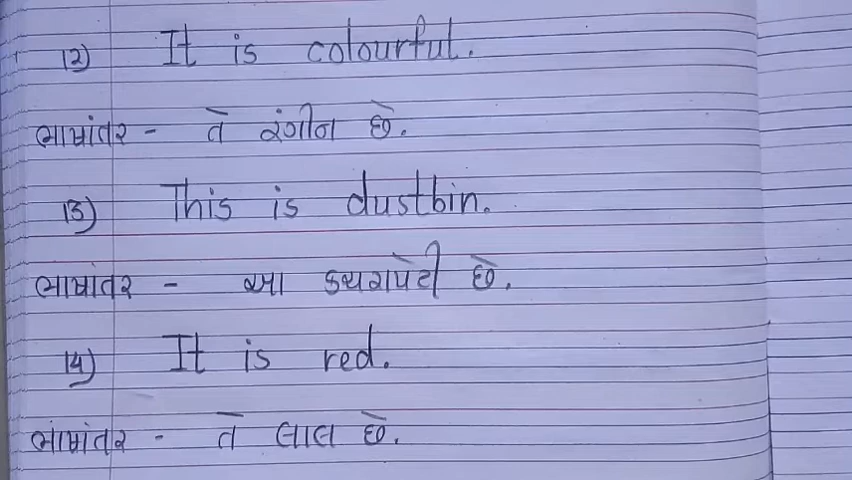 12) It is colourful.
ભાષાંતર - તે રંગીન છે.
13) This is dustbin.
ભાષાંતર - આ કચરાપેટી છે.
14) It is red.
ભાષાંતર - તે લાલ છે.